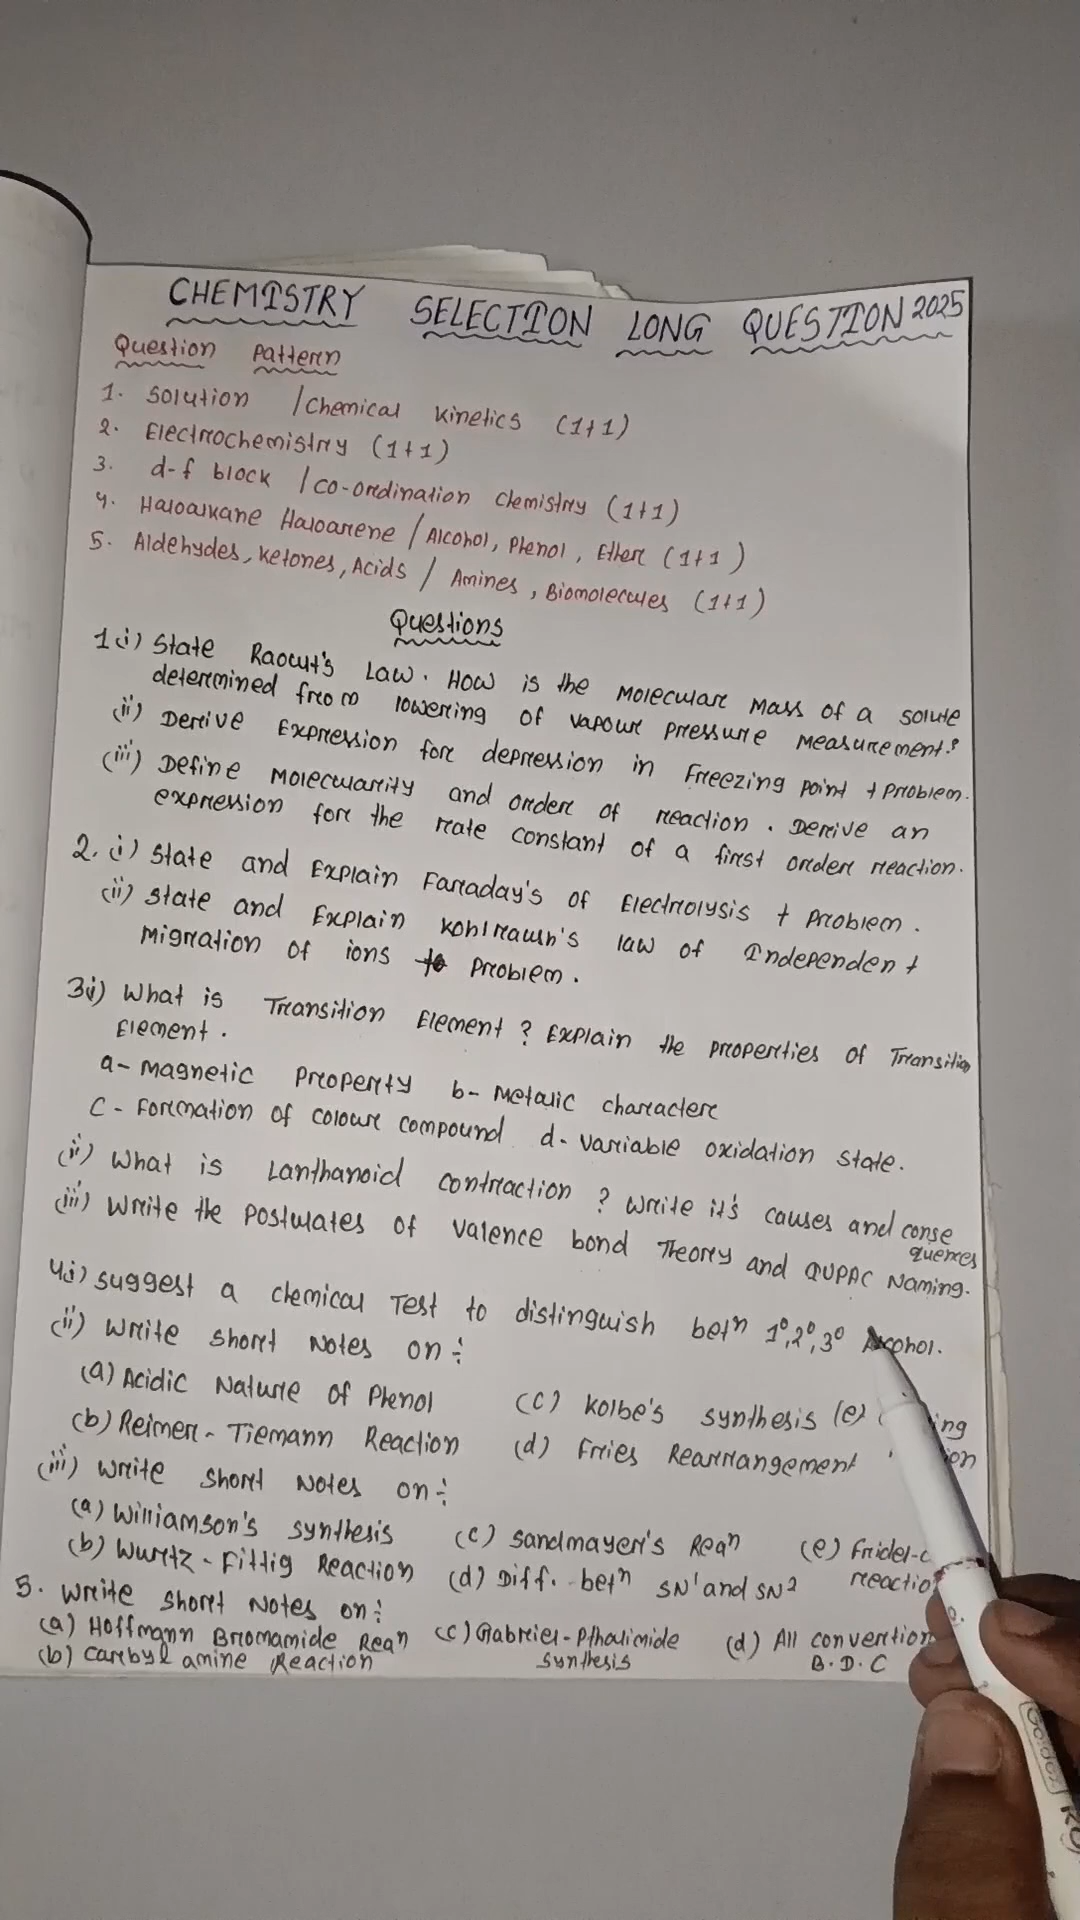 CHEMISTRY SELECTION LONG QUESTION 2025
Question Pattern
1. Solution / Chemical Kinetics (1+1)
2. Electrochemistry (1+1)
3. d-f block / co-ordination chemistry (1+1)
4. Haloalkane Haloarene / Alcohol, Phenol, Ether (1+1)
5. Aldehydes, Ketones, Acids / Amines, Biomolecules (1+1)
Questions
1(i) State Raoult's Law. How is the molecular mass of a solute
determined from lowering of vapour pressure measurement?
(ii) Derive Expression for depression in Freezing point + problem.
(iii) Define molecularity and order of reaction. Derive an
expression for the rate constant of a first order reaction.
2. (i) State and Explain Faraday's of Electrolysis + Problem.
(ii) State and Explain Kohlraush's law of Independent
Migration of ions Problem.
3(i) What is Transition Element? Explain the properties of Transition
Element.
a- Magnetic Property b- Metalic character
C- Formation of colour compound d- variable oxidation state.
(ii) What is Lanthanoid contraction? Write it's causes and conse
quences
(iii) Write the postulates of valence bond Theory and IUPAC Naming.
4(i) suggest a chemical Test to distinguish betn 1°,2°,3° Alcohol.
(ii) Write short Notes on ÷
(a) Acidic Nature of Phenol (c) Kolbe's synthesis (e)
(b) Reimer- Tiemann Reaction (d) Fries Rearrangement
(iii) Write short Notes on ÷
(a) Williamson's synthesis (c) Sandmayer's Rean (e) Fridel-c
(b) Wurtz-Fittig Reaction (d) Diff. betn SN1 and SN2 reactio
5. Write short Notes on ÷
(a) Hoffmann Bromamide Rean (c) Gabriel-Pthalimide (d) All convention
(b) Carbyl amine Reaction synthesis B.D.C